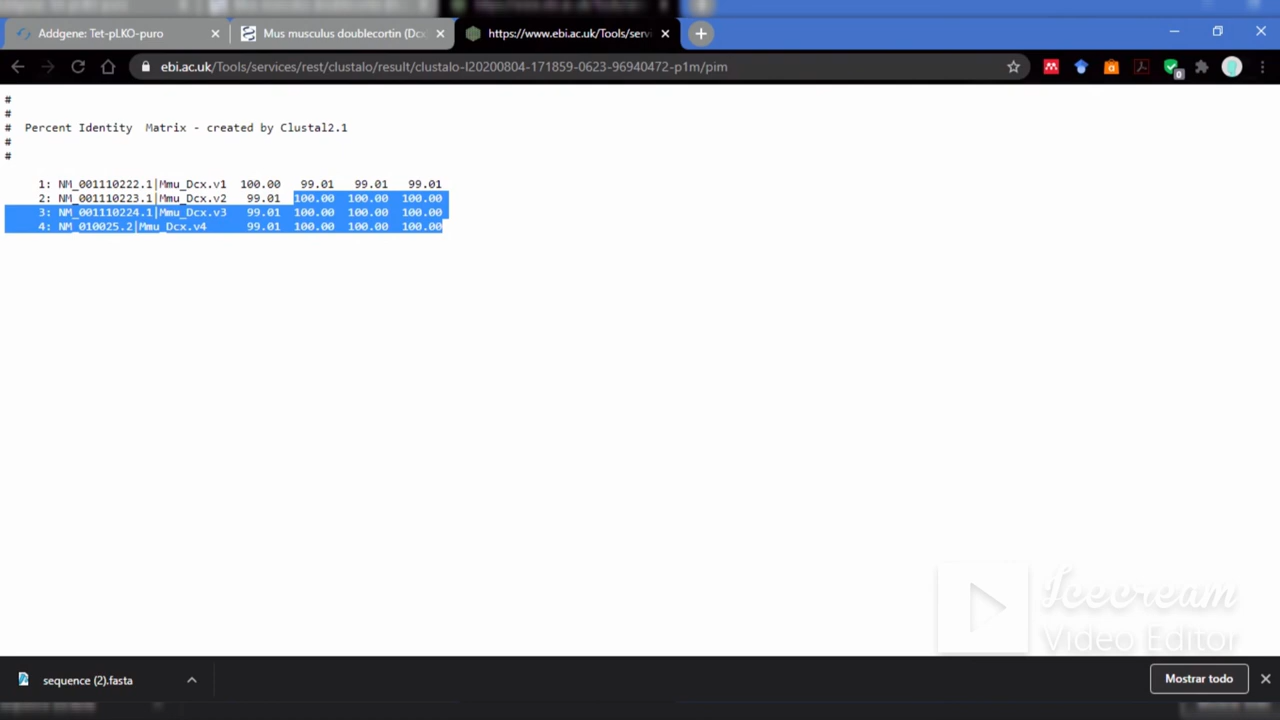 Addgene: Tet-pLKO-puro
Mus musculus doublecortin (Dcx
https://www.ebi.ac.uk/Tools/servi
ebi.ac.uk/Tools/services/rest/clustalo/result/clustalo-I20200804-171859-0623-96940472-p1m/pim
0
#
#
# Percent Identity Matrix - created by Clustal2.1
#
#
1: NM_001110222.1|Mmu_Dcx.v1 100.00 99.01 99.01 99.01
2: NM_001110223.1|Mmu_Dcx.v2 99.01 100.00 100.00 100.00
3: NM_001110224.1|Mmu_Dcx.v3 99.01 100.00 100.00 100.00
4: NM_010025.2|Mmu_Dcx.v4 99.01 100.00 100.00 100.00
Icecream
Video Editor
sequence (2).fasta
Mostrar todo